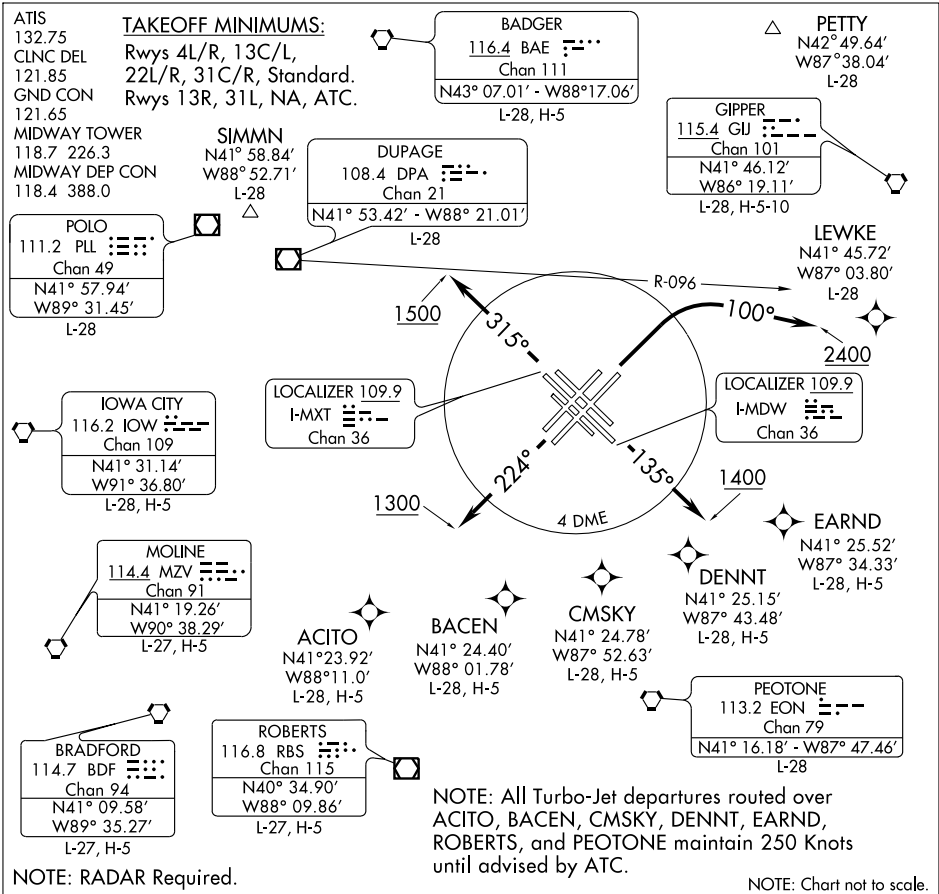 ATIS
132.75
CLNC DEL
121.85
GND CON
121.65
MIDWAY TOWER
118.7 226.3
MIDWAY DEP CON
118.4 388.0
TAKEOFF MINIMUMS:
Rwys 4L/R, 13C/L,
22L/R, 31C/R, Standard.
Rwys 13R, 31L, NA, ATC.
BADGER
116.4 BAE
Chan 111
N43° 07.01' - W88°17.06'
L-28, H-5
PETTY
N42° 49.64'
W87°38.04'
L-28
SIMMN
N41° 58.84'
W88° 52.71'
L-28
DUPAGE
108.4 DPA
Chan 21
N41° 53.42' - W88° 21.01'
L-28
GIPPER
115.4 GIJ
Chan 101
N41° 46.12'
W86° 19.11'
L-28, H-5-10
POLO
111.2 PLL
Chan 49
N41° 57.94'
W89° 31.45'
L-28
LEWKE
N41° 45.72'
W87° 03.80'
L-28
R-096
1500
315°
100°
2400
LOCALIZER 109.9
I-MXT
Chan 36
LOCALIZER 109.9
I-MDW
Chan 36
IOWA CITY
116.2 IOW
Chan 109
N41° 31.14'
W91° 36.80'
L-28, H-5
224°
135°
1300
1400
4 DME
MOLINE
114.4 MZV
Chan 91
N41° 19.26'
W90° 38.29'
L-27, H-5
ACITO
N41°23.92'
W88°11.0'
L-28, H-5
BACEN
N41° 24.40'
W88° 01.78'
L-28, H-5
CMSKY
N41° 24.78'
W87° 52.63'
L-28, H-5
DENNT
N41° 25.15'
W87° 43.48'
L-28, H-5
EARND
N41° 25.52'
W87° 34.33'
L-28, H-5
PEOTONE
113.2 EON
Chan 79
N41° 16.18' - W87° 47.46'
L-28
BRADFORD
114.7 BDF
Chan 94
N41° 09.58'
W89° 35.27'
L-27, H-5
ROBERTS
116.8 RBS
Chan 115
N40° 34.90'
W88° 09.86'
L-27, H-5
NOTE: All Turbo-Jet departures routed over
ACITO, BACEN, CMSKY, DENNT, EARND,
ROBERTS, and PEOTONE maintain 250 Knots
until advised by ATC.
NOTE: RADAR Required.
NOTE: Chart not to scale.